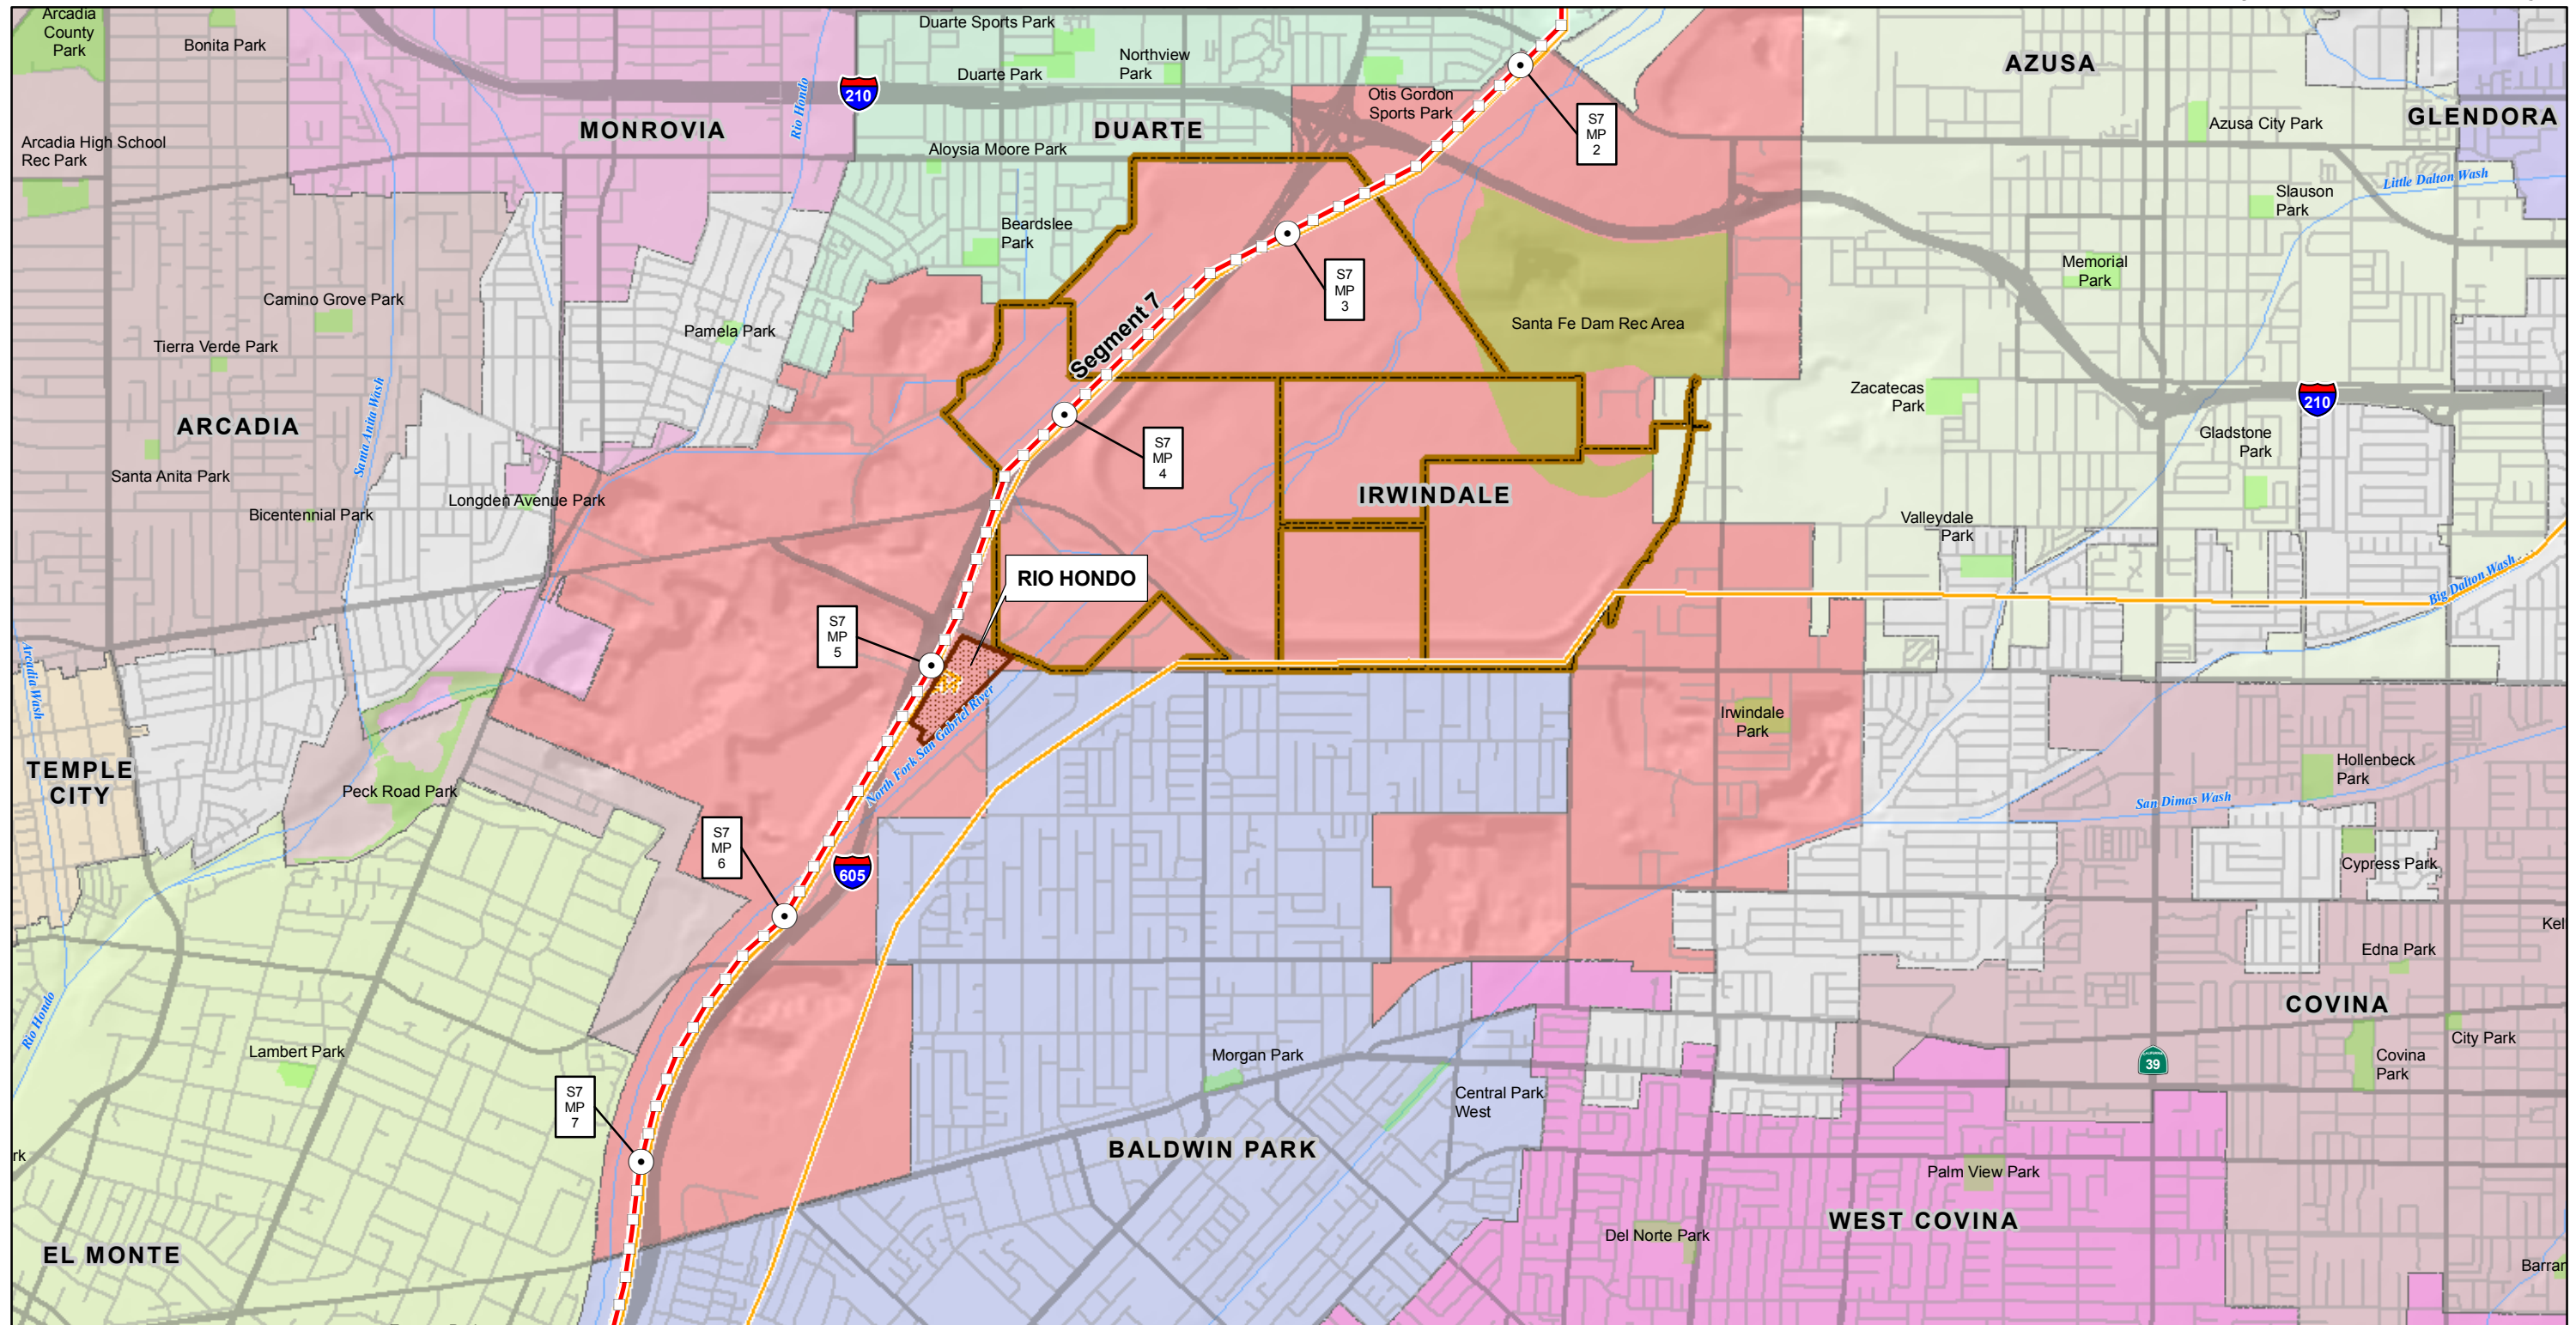 Arcadia
County
Park
Bonita Park
Duarte Sports Park
Northview
Park
Duarte Park
210
Rio Hondo
MONROVIA
DUARTE
Otis Gordon
Sports Park
S7
MP
2
AZUSA
GLENDORA
Azusa City Park
Arcadia High School
Rec Park
Aloysia Moore Park
Little Dalton Wash
Slauson
Park
Beardslee
Park
S7
MP
3
Memorial
Park
Camino Grove Park
Pamela Park
Tierra Verde Park
Segment 7
Santa Fe Dam Rec Area
Zacatecas
Park
210
ARCADIA
Santa Anita Wash
Gladstone
Park
S7
MP
4
Santa Anita Park
Longden Avenue Park
IRWINDALE
Bicentennial Park
Valleydale
Park
RIO HONDO
Big Dalton Wash
S7
MP
5
Arcadia Wash
North Fork San Gabriel River
Irwindale
Park
TEMPLE
CITY
Peck Road Park
Hollenbeck
Park
San Dimas Wash
S7
MP
6
605
Cypress Park
Kel
Edna Park
COVINA
Rio Hondo
Lambert Park
Morgan Park
City Park
Covina
Park
39
S7
MP
7
Central Park
West
rk
BALDWIN PARK
Palm View Park
WEST COVINA
Del Norte Park
EL MONTE
Barrar